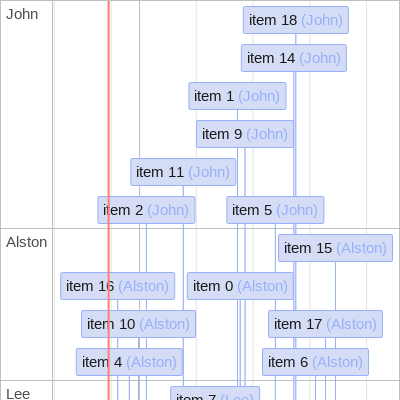 John
item 18 (John)
item 14 (John)
item 1 (John)
item 9 (John)
item 11 (John)
item 2 (John)
item 5 (John)
Alston
item 15 (Alston)
item 16 (Alston)
item 0 (Alston)
item 10 (Alston)
item 17 (Alston)
item 4 (Alston)
item 6 (Alston)
Lee
item 7 (Lee)